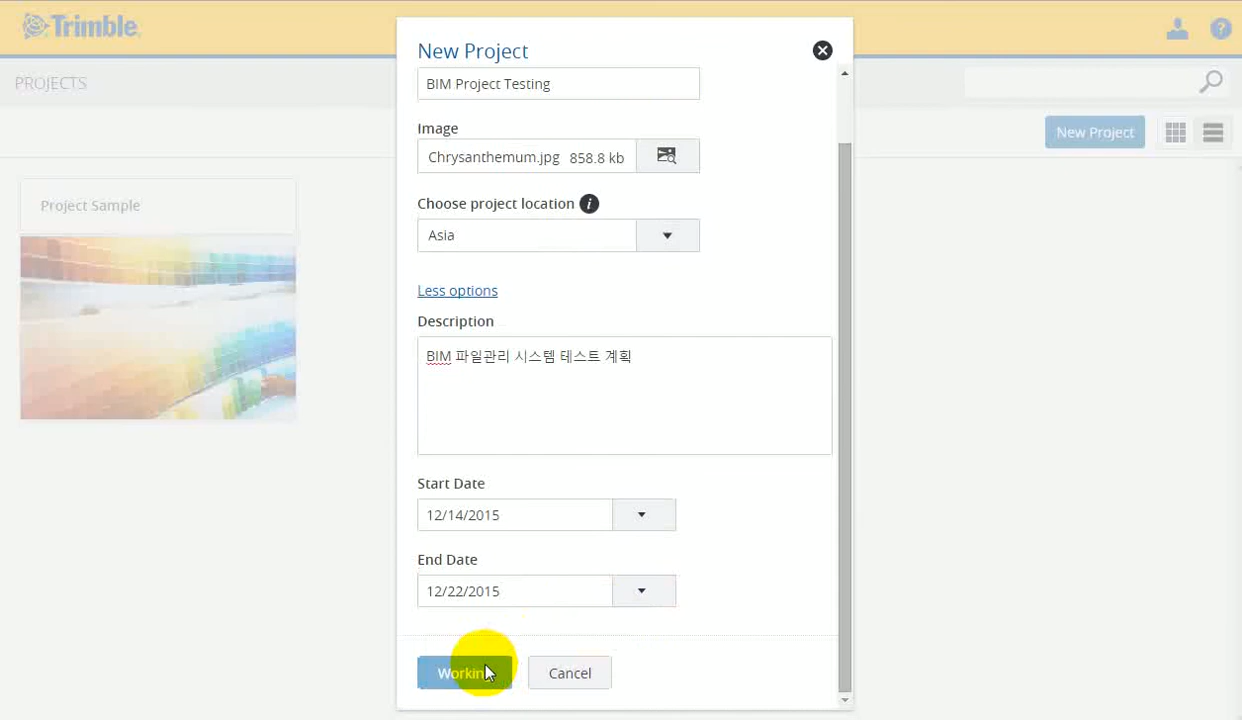 Trimble
New Project
PROJECTS
BIM Project Testing
Image
New Project
Chrysanthemum.jpg 858.8 kb
Choose project location i
Project Sample
Asia
Less options
Description
BIM 파일관리 시스템 테스트 계획
Start Date
12/14/2015
End Date
12/22/2015
Cancel